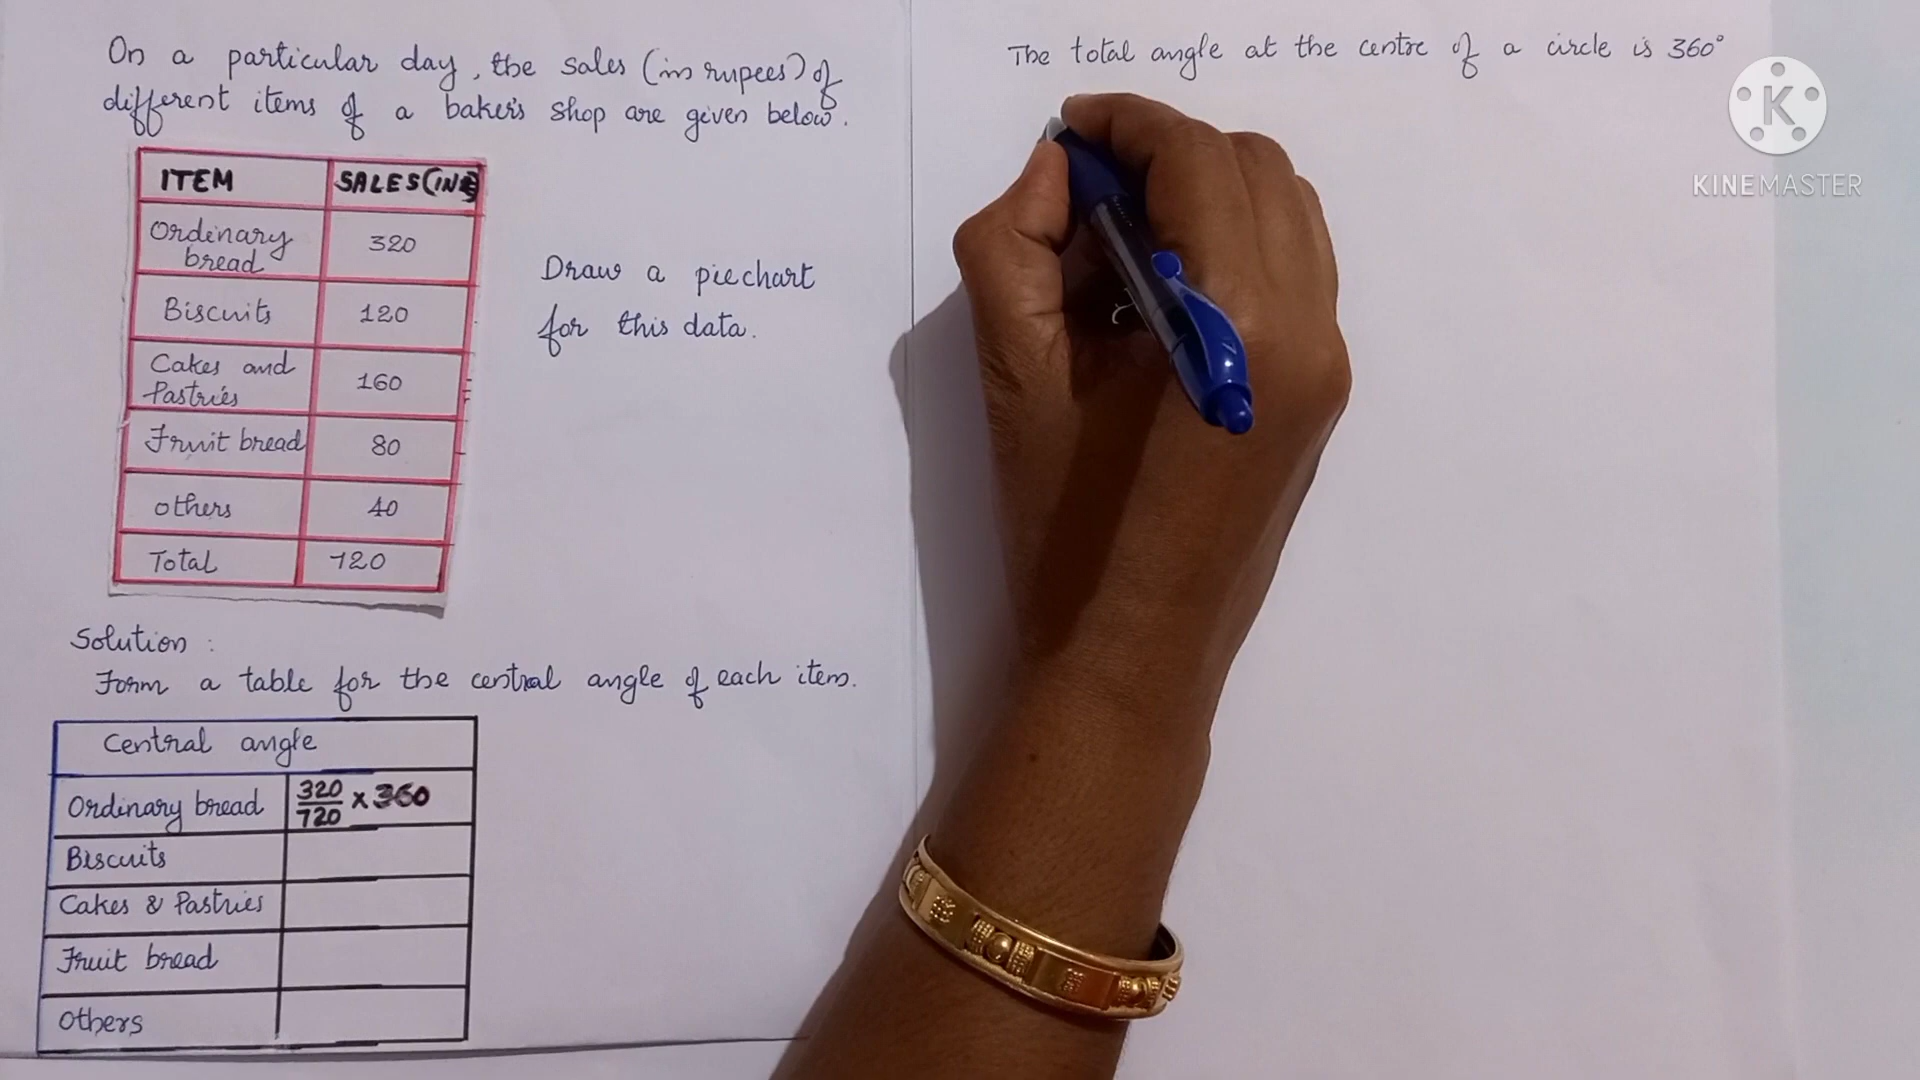 On a particular day, the sales (in rupees) of
different items of a baker's shop are given below.
ITEM SALES(IN
Ordinary bread 320
Biscuits 120
Cakes and Pastries 160
Fruit bread 80
others 40
Total 720
Draw a piechart
for this data.
Solution :
Form a table for the central angle of each item.
Central angle
Ordinary bread 320/720 x 360
Biscuits
Cakes & Pastries
Fruit bread
Others
The total angle at the centre of a circle is 360°
K
KINEMASTER